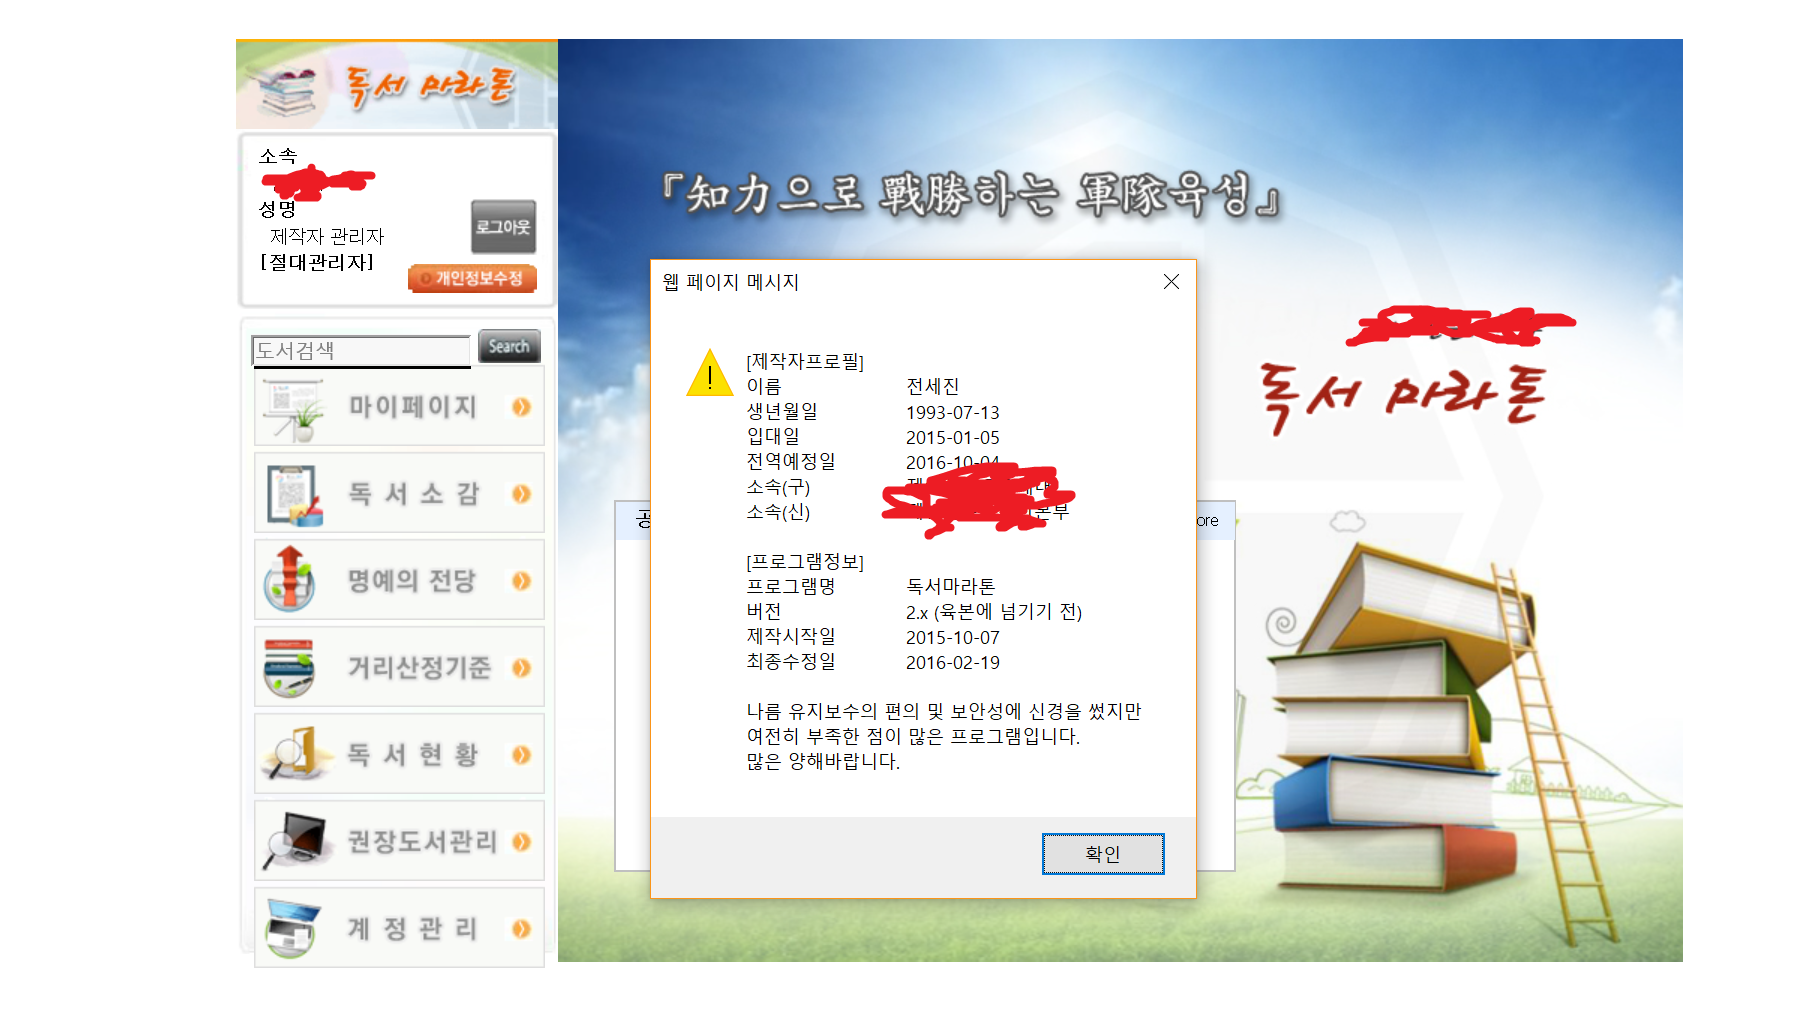 독서 마라톤
소속
성명
제작자 관리자
[절대관리자]
로그아웃
개인정보수정
도서검색
Search
마이페이지
독 서 소 감
명예의 전당
거리산정기준
독 서 현 황
권장도서관리
계 정 관 리
『知力으로 戰勝하는 軍隊육성』
독서 마라톤
공
ore
웹 페이지 메시지
[제작자프로필]
이름 전세진
생년월일 1993-07-13
입대일 2015-01-05
전역예정일 2016-10-04
소속(구)
소속(신) 본부
[프로그램정보]
프로그램명 독서마라톤
버전 2.x (육본에 넘기기 전)
제작시작일 2015-10-07
최종수정일 2016-02-19
나름 유지보수의 편의 및 보안성에 신경을 썼지만
여전히 부족한 점이 많은 프로그램입니다.
많은 양해바랍니다.
확인